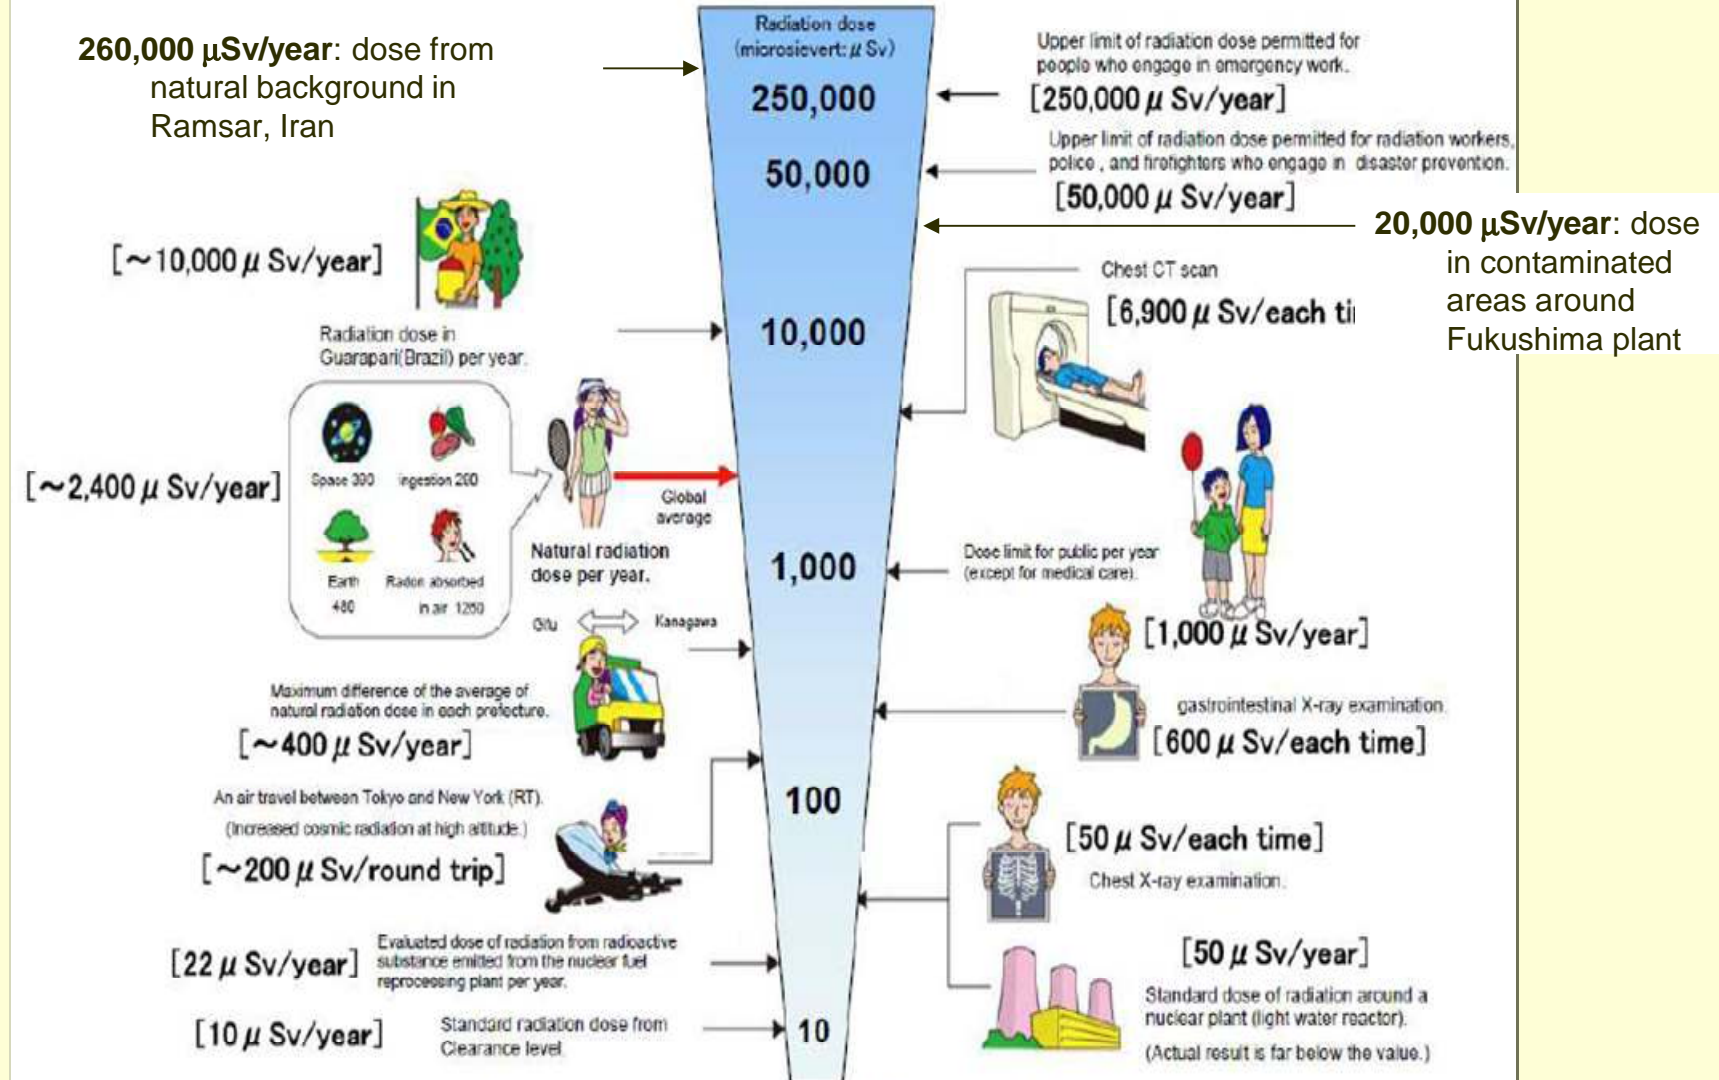 260,000 μSv/year: dose from
natural background in
Ramsar, Iran
Radiation dose
(microsievert: μ Sv)
250,000
50,000
10,000
1,000
100
10
Upper limit of radiation dose permitted for
people who engage in emergency work.
[250,000 μ Sv/year]
Upper limit of radiation dose permitted for radiation workers,
police , and firefighters who engage in disaster prevention.
[50,000 μ Sv/year]
20,000 μSv/year: dose
in contaminated
areas around
Fukushima plant
[~10,000 μ Sv/year]
Radiation dose in
Guarapari(Brazil) per year.
Chest CT scan
[6,900 μ Sv/each ti
[~2,400 μ Sv/year]
Space 390
ingestion 200
Earth
480
Radon absorbed
in air 1260
Global
average
Natural radiation
dose per year.
Dose limit for public per year
(except for medical care).
[1,000 μ Sv/year]
Gifu
Kanagawa
Maximum difference of the average of
natural radiation dose in each prefecture.
[~400 μ Sv/year]
gastrointestinal X-ray examination.
[600 μ Sv/each time]
An air travel between Tokyo and New York (RT).
(Increased cosmic radiation at high altitude.)
[~200 μ Sv/round trip]
[50 μ Sv/each time]
Chest X-ray examination.
[22 μ Sv/year]
Evaluated dose of radiation from radioactive
substance emitted from the nuclear fuel
reprocessing plant per year.
[50 μ Sv/year]
Standard dose of radiation around a
nuclear plant (light water reactor).
(Actual result is far below the value.)
[10 μ Sv/year]
Standard radiation dose from
Clearance level.